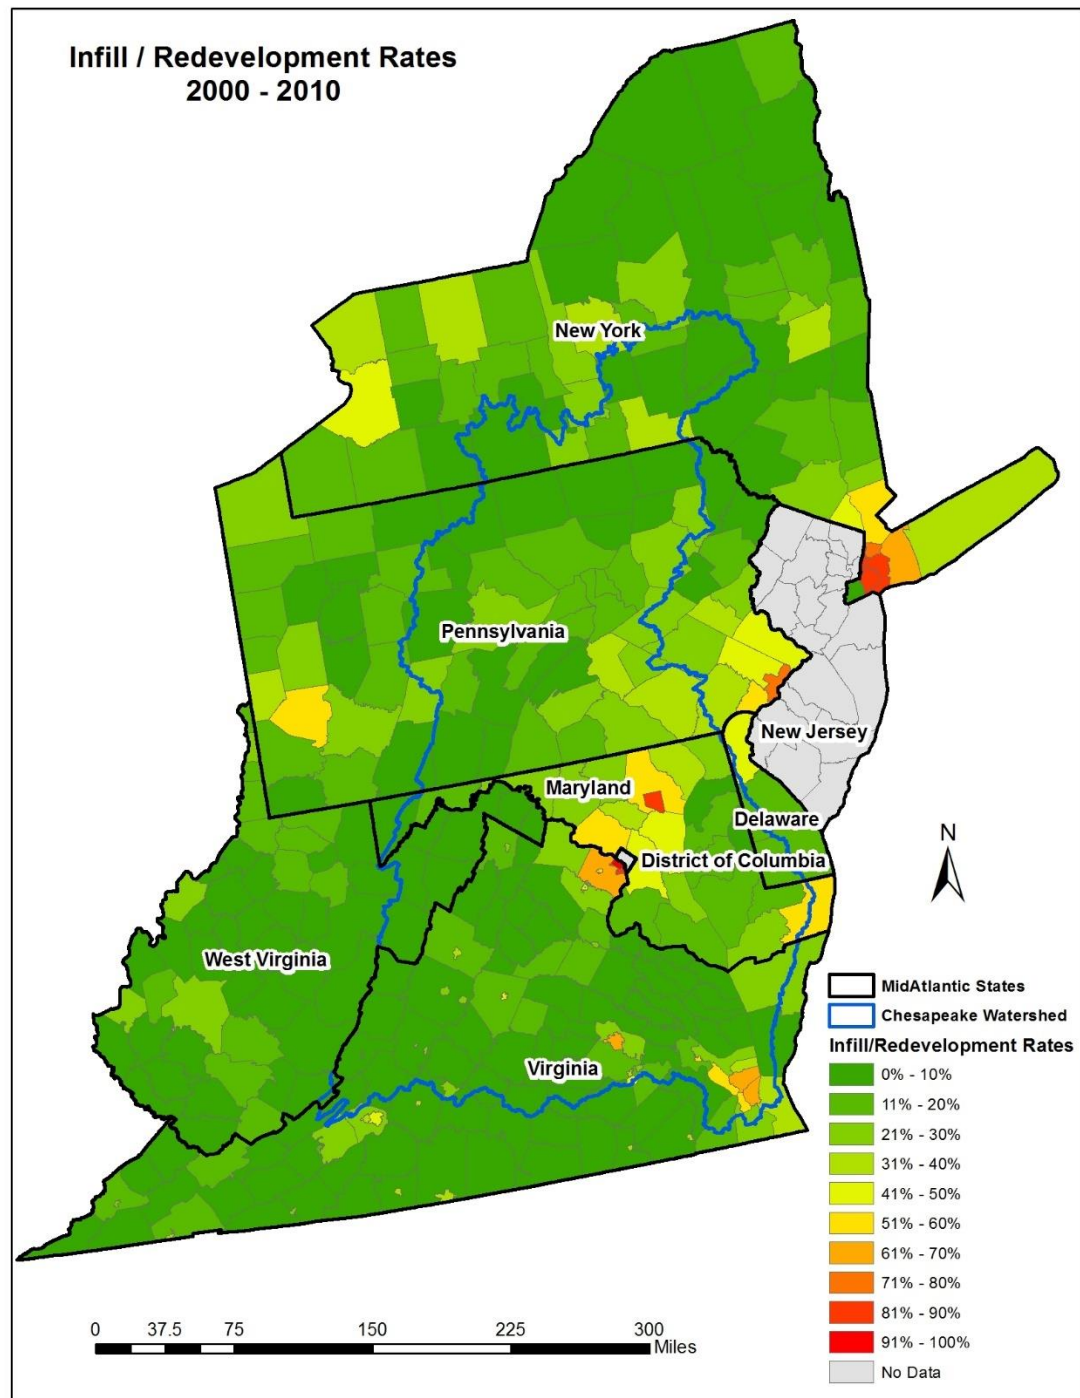 Infill / Redevelopment Rates
2000 - 2010
New York
Pennsylvania
New Jersey
Maryland
Delaware
District of Columbia
West Virginia
Virginia
N
MidAtlantic States
Chesapeake Watershed
Infill/Redevelopment Rates
0% - 10%
11% - 20%
21% - 30%
31% - 40%
41% - 50%
51% - 60%
61% - 70%
71% - 80%
81% - 90%
91% - 100%
No Data
0 37.5 75 150 225 300
Miles